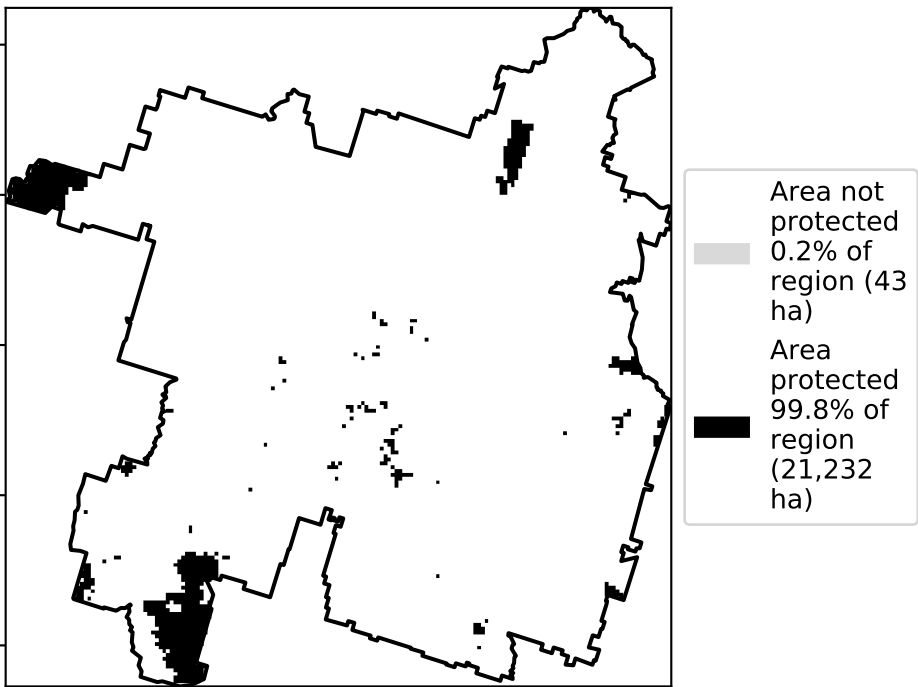 Area not
protected
0.2% of
region (43
ha)
Area
protected
99.8% of
region
(21,232
ha)